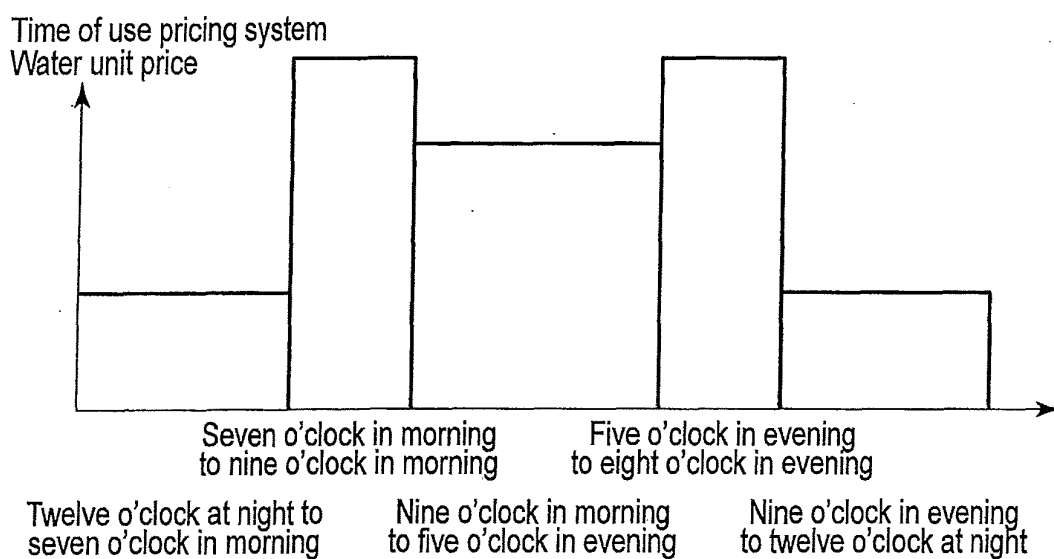 Time of use pricing system
Water unit price
Seven o'clock in morning
to nine o'clock in morning
Five o'clock in evening
to eight o'clock in evening
Twelve o'clock at night to
seven o'clock in morning
Nine o'clock in morning
to five o'clock in evening
Nine o'clock in evening
to twelve o'clock at night